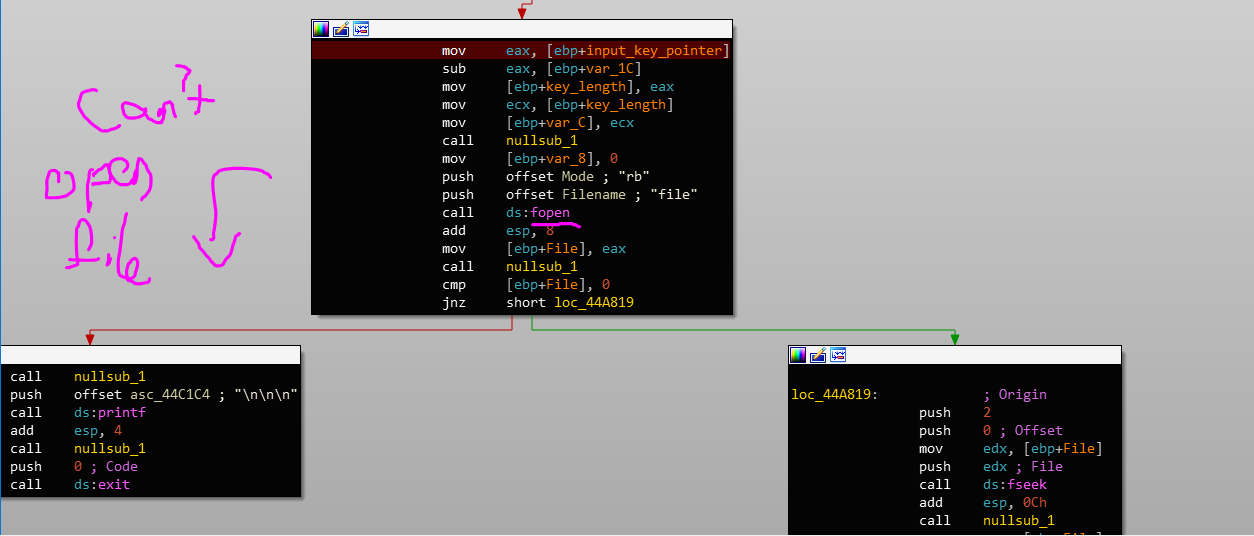 mov eax, [ebp+input_key_pointer]
sub eax, [ebp+var_1C]
mov [ebp+key_length], eax
mov ecx, [ebp+key_length]
mov [ebp+var_C], ecx
call nullsub_1
mov [ebp+var_8], 0
push offset Mode ; "rb"
push offset Filename ; "file"
call ds:fopen
add esp, 8
mov [ebp+File], eax
call nullsub_1
cmp [ebp+File], 0
jnz short loc_44A819
Can't
open
file
call nullsub_1
push offset asc_44C1C4 ; "\n\n\n"
call ds:printf
add esp, 4
call nullsub_1
push 0 ; Code
call ds:exit
loc_44A819: ; Origin
push 2
push 0 ; Offset
mov edx, [ebp+File]
push edx ; File
call ds:fseek
add esp, 0Ch
call nullsub_1